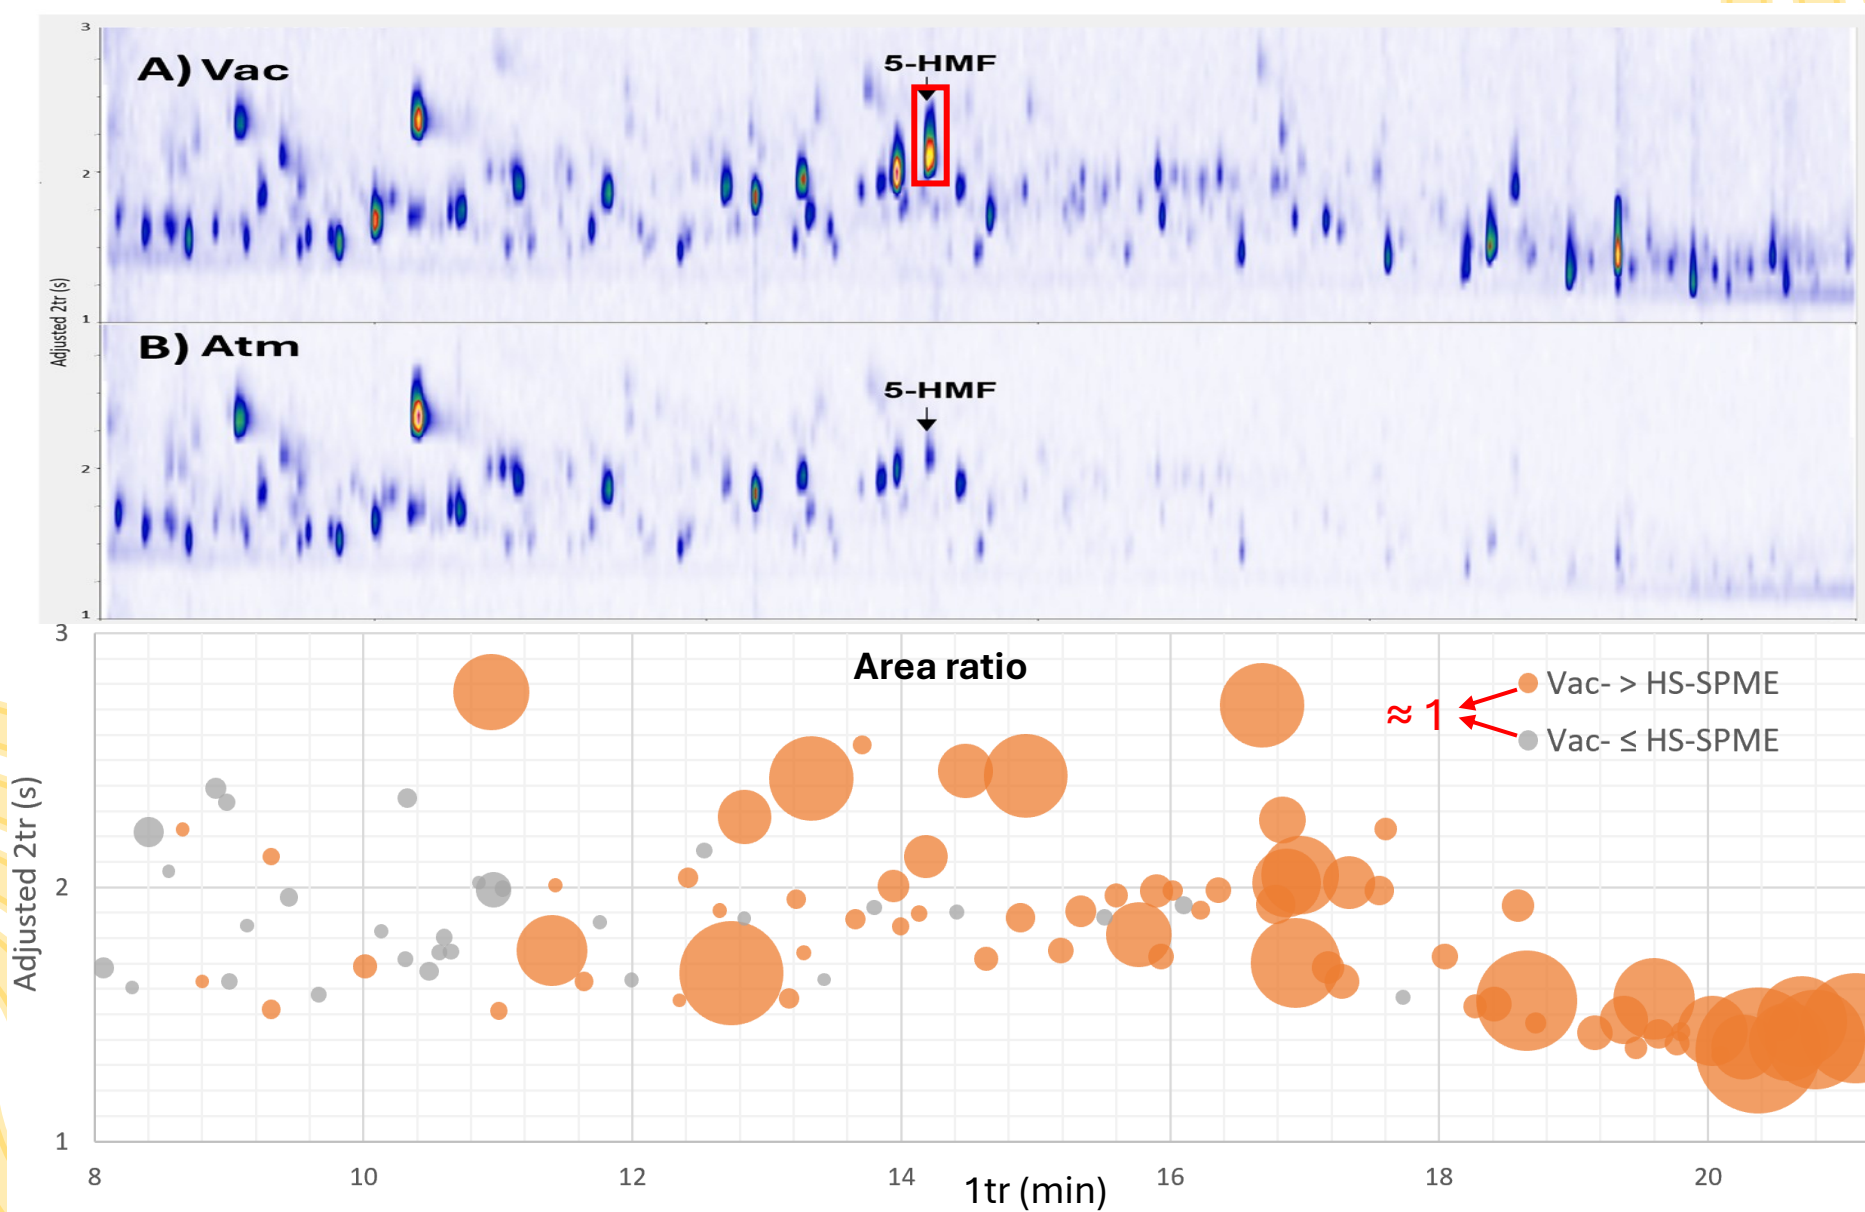 3
A) Vac
5-HMF
2
1
Adjusted 2tr (s)
B) Atm
5-HMF
2
1
3
Area ratio
Vac- > HS-SPME
≈ 1
Vac- ≤ HS-SPME
Adjusted 2tr (s)
2
1
8 10 12 14 16 18 20
1tr (min)